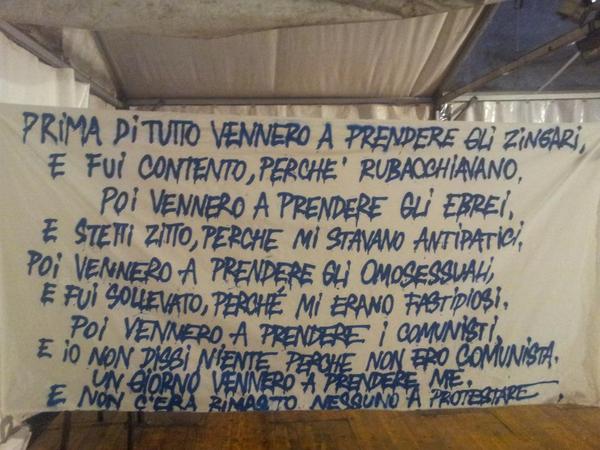 PRIMA DI TUTTO VENNERO A PRENDERE GLI ZINGARI,
E FUI CONTENTO, PERCHE' RUBACCHIAVANO.
POI VENNERO A PRENDERE GLI EBREI.
E STETTI ZITTO, PERCHE MI STAVANO ANTIPATICI.
POI VENNERO A PRENDERE GLI OMOSESSUALI,
E FUI SOLLEVATO, PERCHÉ MI ERANO FASTIDIOSI.
POI VENNERO A PRENDERE I COMUNISTI
E IO NON DISSI NIENTE PERCHE NON ERO COMUNISTA.
UN GIORNO VENNERO A PRENDERE ME.
E NON C'ERA RIMASTO NESSUNO A PROTESTARE.